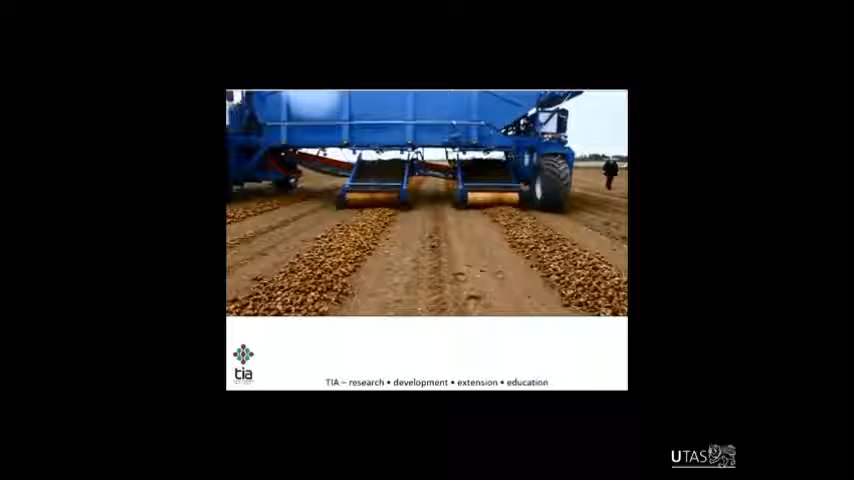 tia
TIA – research • development • extension • education
UTAS